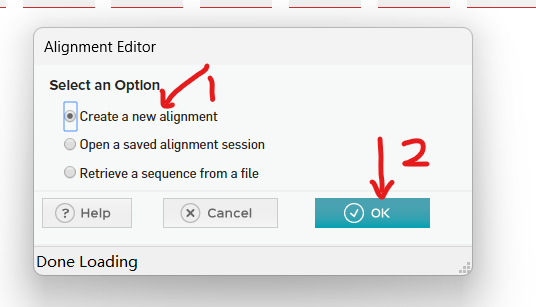 Alignment Editor
Select an Option
1
Create a new alignment
Open a saved alignment session
2
Retrieve a sequence from a file
? Help
Cancel
OK
Done Loading